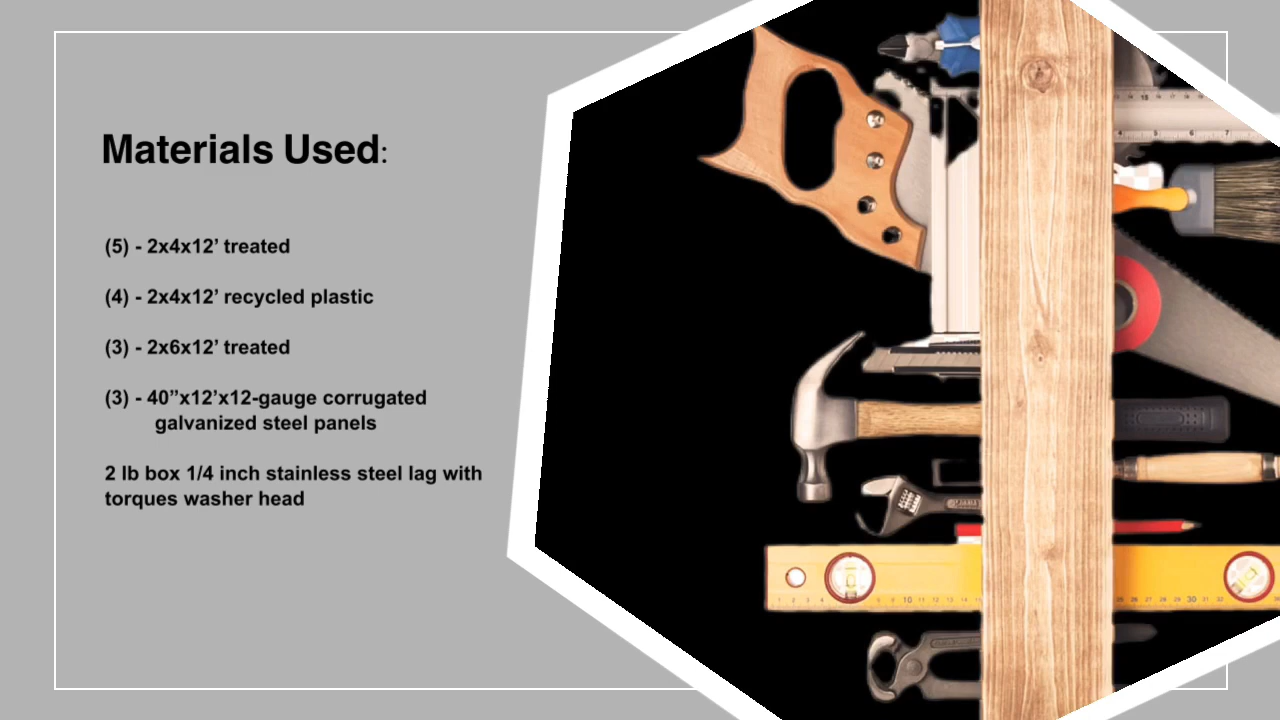 Materials Used:
(5) - 2x4x12’ treated
(4) - 2x4x12’ recycled plastic
(3) - 2x6x12’ treated
(3) - 40”x12’x12-gauge corrugated
galvanized steel panels
2 lb box 1/4 inch stainless steel lag with
torques washer head